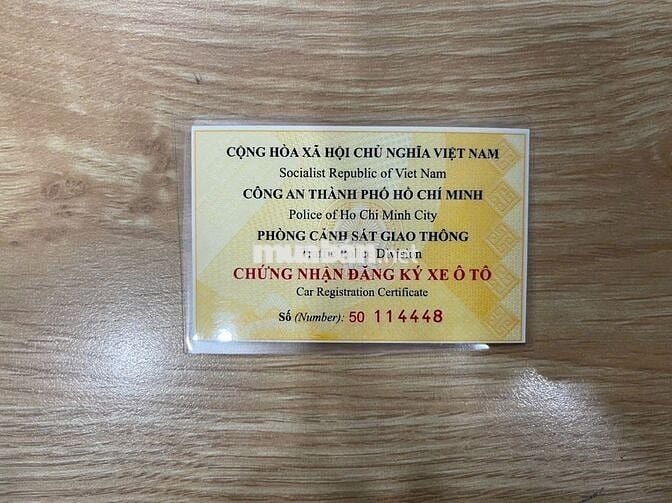 CỘNG HÒA XÃ HỘI CHỦ NGHĨA VIỆT NAM
Socialist Republic of Viet Nam
CÔNG AN THÀNH PHỐ HỒ CHÍ MINH
Police of Ho Chi Minh City
PHÒNG CẢNH SÁT GIAO THÔNG
Division
muaban.net
CHỨNG NHẬN ĐĂNG KÝ XE Ô TÔ
Car Registration Certificate
Số (Number): 50 114448